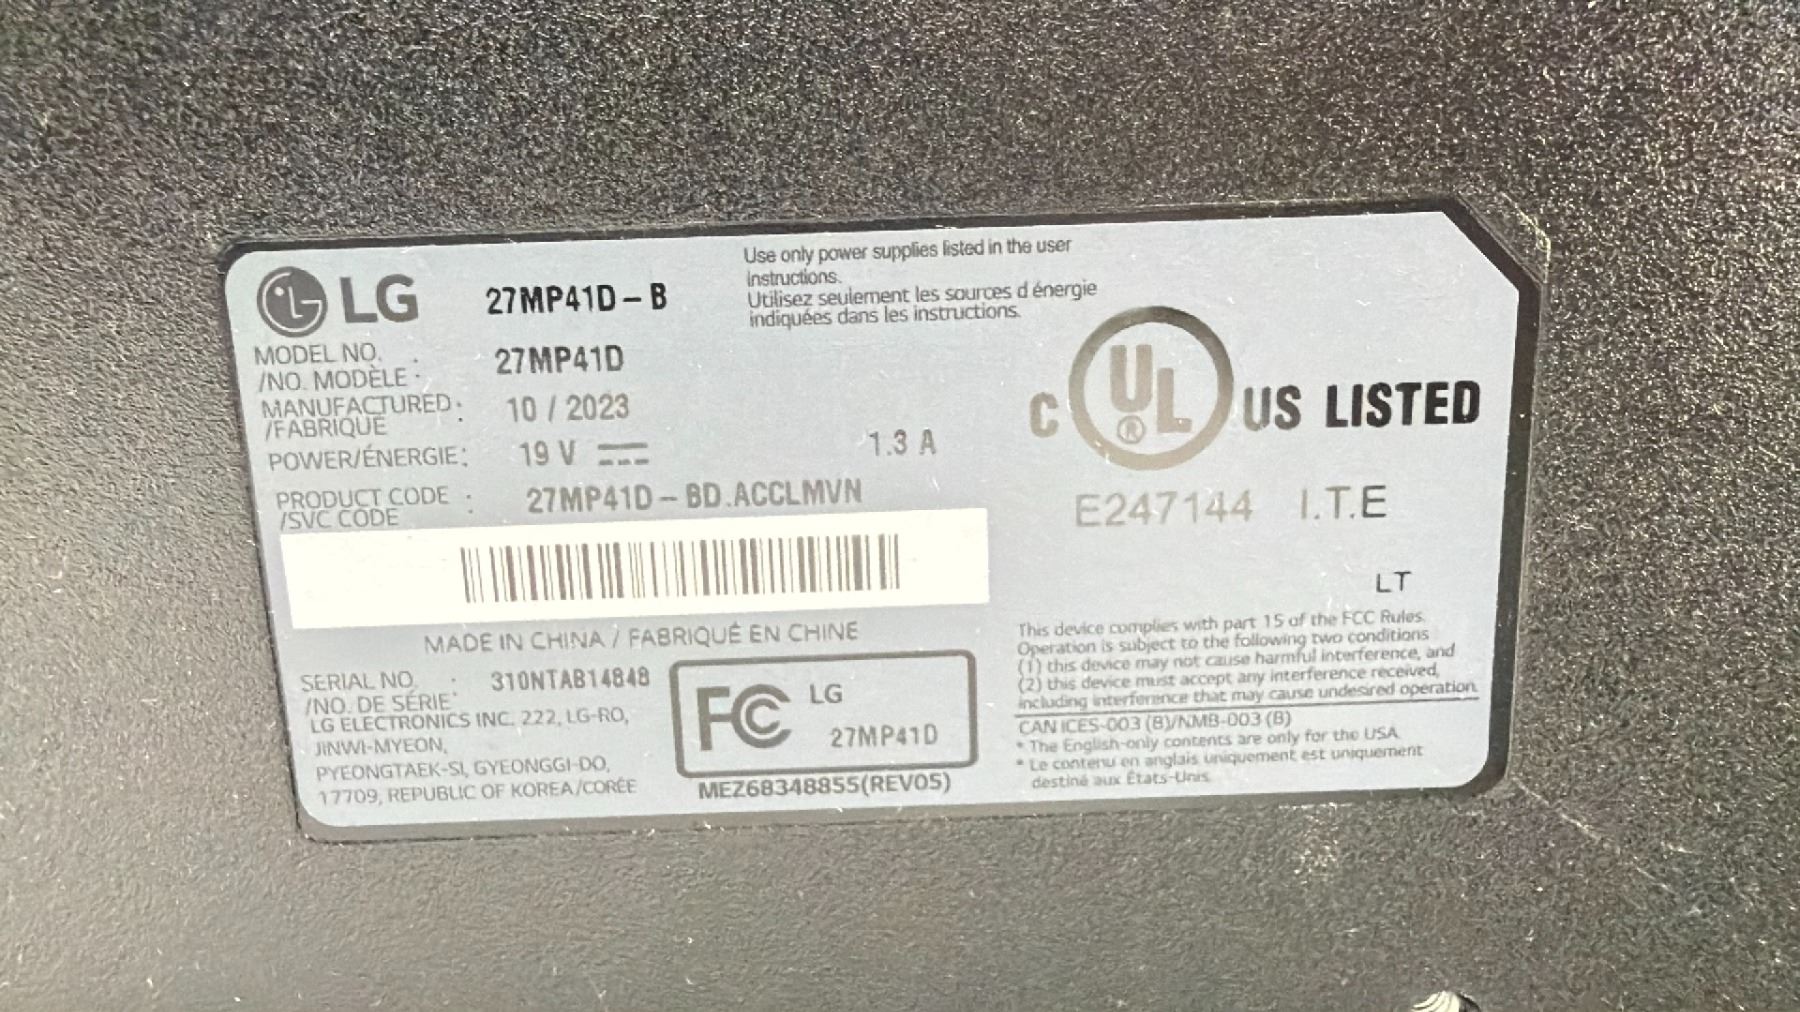 LG 27MP41D-B
Use only power supplies listed in the user
instructions.
Utilisez seulement les sources d énergie
indiquées dans les instructions.
MODEL NO. : 27MP41D
/NO. MODÈLE
MANUFACTURED : 10 / 2023
/FABRIQUÉ
POWER/ÉNERGIE: 19 V 1.3 A
PRODUCT CODE : 27MP41D-BD.ACCLMVN
/SVC CODE
MADE IN CHINA / FABRIQUÉ EN CHINE
SERIAL NO. : 310NTAB14848
/NO. DE SÉRIE
LG ELECTRONICS INC. 222, LG-RO,
JINWI-MYEON,
PYEONGTAEK-SI, GYEONGGI-DO,
17709, REPUBLIC OF KOREA/CORÉE
FC LG
27MP41D
MEZ68348855(REV05)
C UL® US LISTED
E247144 I.T.E
LT
This device complies with part 15 of the FCC Rules.
Operation is subject to the following two conditions
(1) this device may not cause harmful interference, and
(2) this device must accept any interference received,
including interference that may cause undesired operation.
CAN ICES-003 (B)/NMB-003 (B)
* The English-only contents are only for the USA.
* Le contenu en anglais uniquement est uniquement
destiné aux États-Unis.